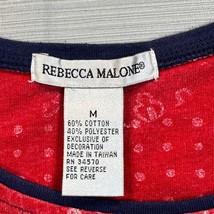 REBECCA MALONE®
M
60% COTTON
40% POLYESTER
EXCLUSIVE OF
DECORATION
MADE IN TAIWAN
RN 34570
SEE REVERSE
FOR CARE